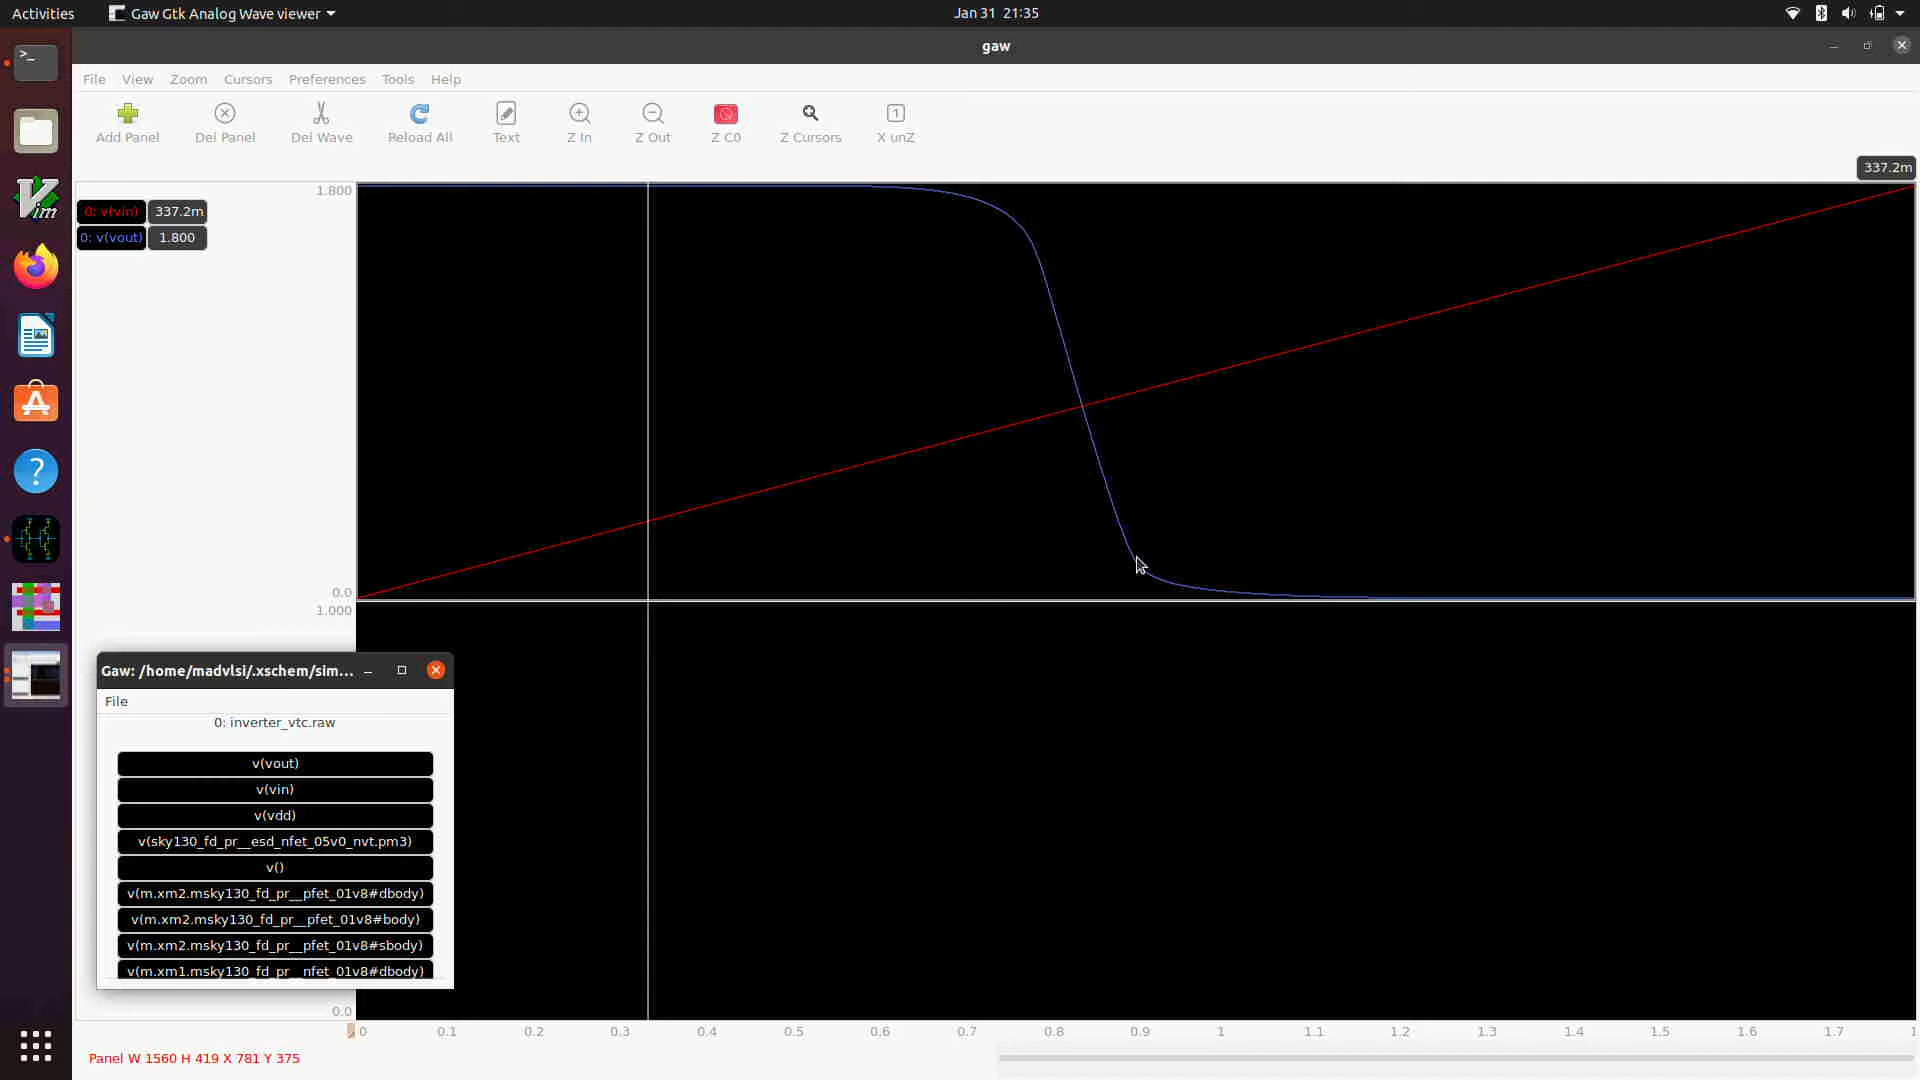 Activities Gaw Gtk Analog Wave viewer Jan 31 21:35
gaw
File View Zoom Cursors Preferences Tools Help
Add Panel Del Panel Del Wave Reload All Text Z In Z Out Z C0 Z Cursors X unZ
337.2m
1.800
0: v(vin) 337.2m
0: v(vout) 1.800
0.0
1.000
Gaw: /home/madvlsi/.xschem/sim...
File
0: inverter_vtc.raw
v(vout)
v(vin)
v(vdd)
v(sky130_fd_pr__esd_nfet_05v0_nvt.pm3)
v()
v(m.xm2.msky130_fd_pr__pfet_01v8#dbody)
v(m.xm2.msky130_fd_pr__pfet_01v8#body)
v(m.xm2.msky130_fd_pr__pfet_01v8#sbody)
v(m.xm1.msky130_fd_pr__nfet_01v8#dbody)
0.0
0 0.1 0.2 0.3 0.4 0.5 0.6 0.7 0.8 0.9 1 1.1 1.2 1.3 1.4 1.5 1.6 1.7 1
Panel W 1560 H 419 X 781 Y 375